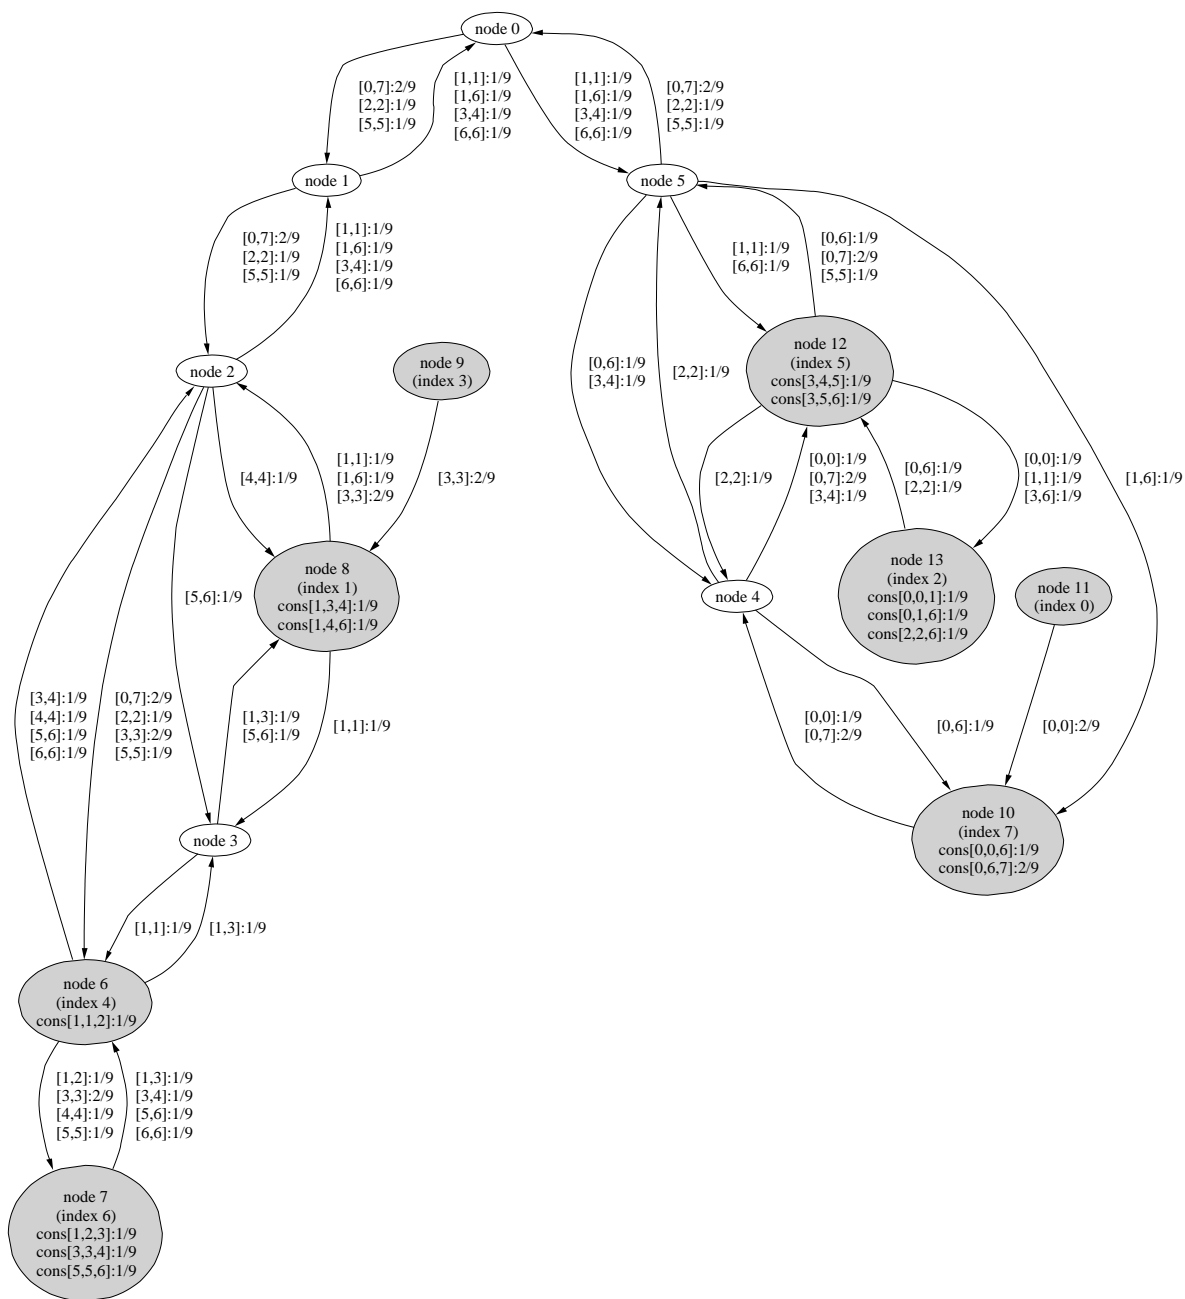 node 0
[0,7]:2/9
[2,2]:1/9
[5,5]:1/9
[1,1]:1/9
[1,6]:1/9
[3,4]:1/9
[6,6]:1/9
[1,1]:1/9
[1,6]:1/9
[3,4]:1/9
[6,6]:1/9
[0,7]:2/9
[2,2]:1/9
[5,5]:1/9
node 1
node 5
[0,7]:2/9
[2,2]:1/9
[5,5]:1/9
[1,1]:1/9
[1,6]:1/9
[3,4]:1/9
[6,6]:1/9
[1,1]:1/9
[6,6]:1/9
[0,6]:1/9
[0,7]:2/9
[5,5]:1/9
node 2
node 9
(index 3)
[0,6]:1/9
[3,4]:1/9
[2,2]:1/9
node 12
(index 5)
cons[3,4,5]:1/9
cons[3,5,6]:1/9
[4,4]:1/9
[1,1]:1/9
[1,6]:1/9
[3,3]:2/9
[3,3]:2/9
[2,2]:1/9
[0,0]:1/9
[0,7]:2/9
[3,4]:1/9
[0,6]:1/9
[2,2]:1/9
[0,0]:1/9
[1,1]:1/9
[3,6]:1/9
[1,6]:1/9
[5,6]:1/9
node 8
(index 1)
cons[1,3,4]:1/9
cons[1,4,6]:1/9
node 4
node 13
(index 2)
cons[0,0,1]:1/9
cons[0,1,6]:1/9
cons[2,2,6]:1/9
node 11
(index 0)
[3,4]:1/9
[4,4]:1/9
[5,6]:1/9
[6,6]:1/9
[0,7]:2/9
[2,2]:1/9
[3,3]:2/9
[5,5]:1/9
[1,3]:1/9
[5,6]:1/9
[1,1]:1/9
[0,0]:1/9
[0,7]:2/9
[0,6]:1/9
[0,0]:2/9
node 3
node 10
(index 7)
cons[0,0,6]:1/9
cons[0,6,7]:2/9
[1,1]:1/9
[1,3]:1/9
node 6
(index 4)
cons[1,1,2]:1/9
[1,2]:1/9
[3,3]:2/9
[4,4]:1/9
[5,5]:1/9
[1,3]:1/9
[3,4]:1/9
[5,6]:1/9
[6,6]:1/9
node 7
(index 6)
cons[1,2,3]:1/9
cons[3,3,4]:1/9
cons[5,5,6]:1/9